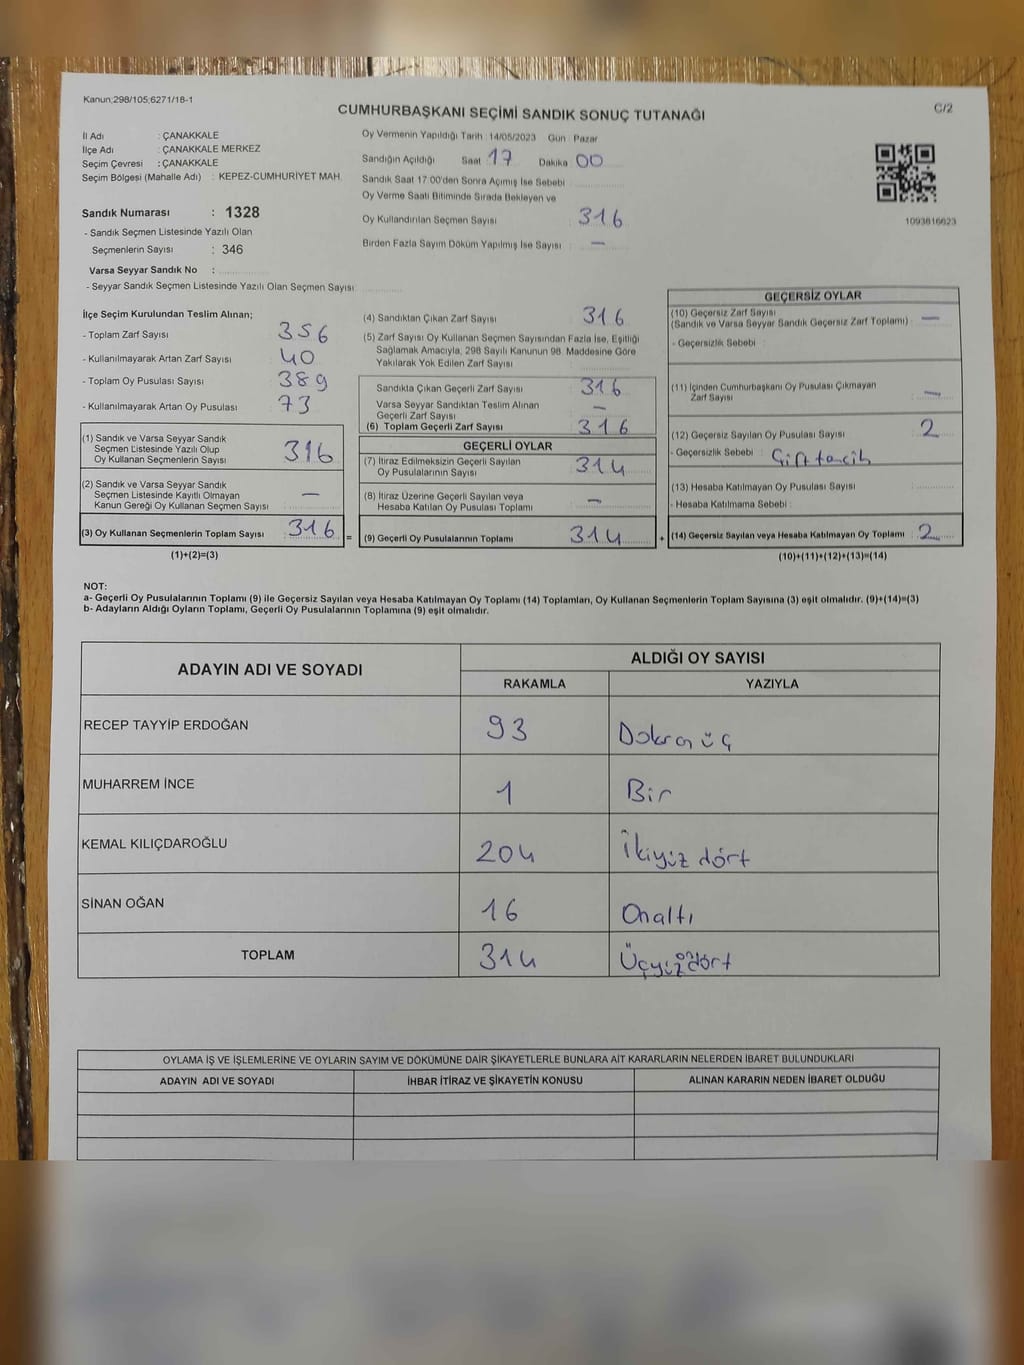 Kanun;298/105;6271/18-1
C/2
CUMHURBAŞKANI SEÇİMİ SANDIK SONUÇ TUTANAĞI
İl Adı : ÇANAKKALE
İlçe Adı : ÇANAKKALE MERKEZ
Seçim Çevresi : ÇANAKKALE
Seçim Bölgesi (Mahalle Adı) : KEPEZ-CUMHURİYET MAH.
Sandık Numarası : 1328
- Sandık Seçmen Listesinde Yazılı Olan
Seçmenlerin Sayısı : 346
Varsa Seyyar Sandık No :
- Seyyar Sandık Seçmen Listesinde Yazılı Olan Seçmen Sayısı
Oy Vermenin Yapıldığı Tarih : 14/05/2023 Gün : Pazar
Sandığın Açıldığı Saat 17 Dakika 00
Sandık Saat 17:00'den Sonra Açımış İse Sebebi
Oy Verme Saati Bitiminde Sırada Bekleyen ve
Oy Kullandırılan Seçmen Sayısı : 316
Birden Fazla Sayım Döküm Yapılmış İse Sayısı : —
1093816623
İlçe Seçim Kurulundan Teslim Alınan;
- Toplam Zarf Sayısı 356
- Kullanılmayarak Artan Zarf Sayısı 40
- Toplam Oy Pusulası Sayısı 389
- Kullanılmayarak Artan Oy Pusulası 73
(1) Sandık ve Varsa Seyyar Sandık
Seçmen Listesinde Yazılı Olup
Oy Kullanan Seçmenlerin Sayısı 316
(2) Sandık ve Varsa Seyyar Sandık
Seçmen Listesinde Kayıtlı Olmayan
Kanun Gereği Oy Kullanan Seçmen Sayısı —
(3) Oy Kullanan Seçmenlerin Toplam Sayısı 316
(1)+(2)=(3)
(4) Sandıktan Çıkan Zarf Sayısı 316
(5) Zarf Sayısı Oy Kullanan Seçmen Sayısından Fazla İse, Eşitliği
Sağlamak Amacıyla, 298 Sayılı Kanunun 98. Maddesine Göre
Yakılarak Yok Edilen Zarf Sayısı
Sandıkta Çıkan Geçerli Zarf Sayısı 316
Varsa Seyyar Sandıktan Teslim Alınan
Geçerli Zarf Sayısı —
(6) Toplam Geçerli Zarf Sayısı 316
GEÇERLİ OYLAR
(7) İtiraz Edilmeksizin Geçerli Sayılan
Oy Pusulalarının Sayısı 314
(8) İtiraz Üzerine Geçerli Sayılan veya
Hesaba Katılan Oy Pusulası Toplamı —
= (9) Geçerli Oy Pusulalarının Toplamı 314
GEÇERSİZ OYLAR
(10) Geçersiz Zarf Sayısı
(Sandık ve Varsa Seyyar Sandık Geçersiz Zarf Toplamı) : —
- Geçersizlik Sebebi :
(11) İçinden Cumhurbaşkanı Oy Pusulası Çıkmayan
Zarf Sayısı : —
(12) Geçersiz Sayılan Oy Pusulası Sayısı : 2
- Geçersizlik Sebebi : Çift tercih
(13) Hesaba Katılmayan Oy Pusulası Sayısı :
- Hesaba Katılmama Sebebi :
+ (14) Geçersiz Sayılan veya Hesaba Katılmayan Oy Toplamı : 2
(10)+(11)+(12)+(13)=(14)
NOT:
a- Geçerli Oy Pusulalarının Toplamı (9) ile Geçersiz Sayılan veya Hesaba Katılmayan Oy Toplamı (14) Toplamları, Oy Kullanan Seçmenlerin Toplam Sayısına (3) eşit olmalıdır. (9)+(14)=(3)
b- Adayların Aldığı Oyların Toplamı, Geçerli Oy Pusulalarının Toplamına (9) eşit olmalıdır.
ADAYIN ADI VE SOYADI ALDIĞI OY SAYISI
RAKAMLA YAZIYLA
RECEP TAYYİP ERDOĞAN 93 Doksan üç
MUHARREM İNCE 1 Bir
KEMAL KILIÇDAROĞLU 204 İkiyüz dört
SİNAN OĞAN 16 Onaltı
TOPLAM 314 Üçyüz on dört
OYLAMA İŞ VE İŞLEMLERİNE VE OYLARIN SAYIM VE DÖKÜMÜNE DAİR ŞİKAYETLERLE BUNLARA AİT KARARLARIN NELERDEN İBARET BULUNDUKLARI
ADAYIN ADI VE SOYADI İHBAR İTİRAZ VE ŞİKAYETİN KONUSU ALINAN KARARIN NEDEN İBARET OLDUĞU